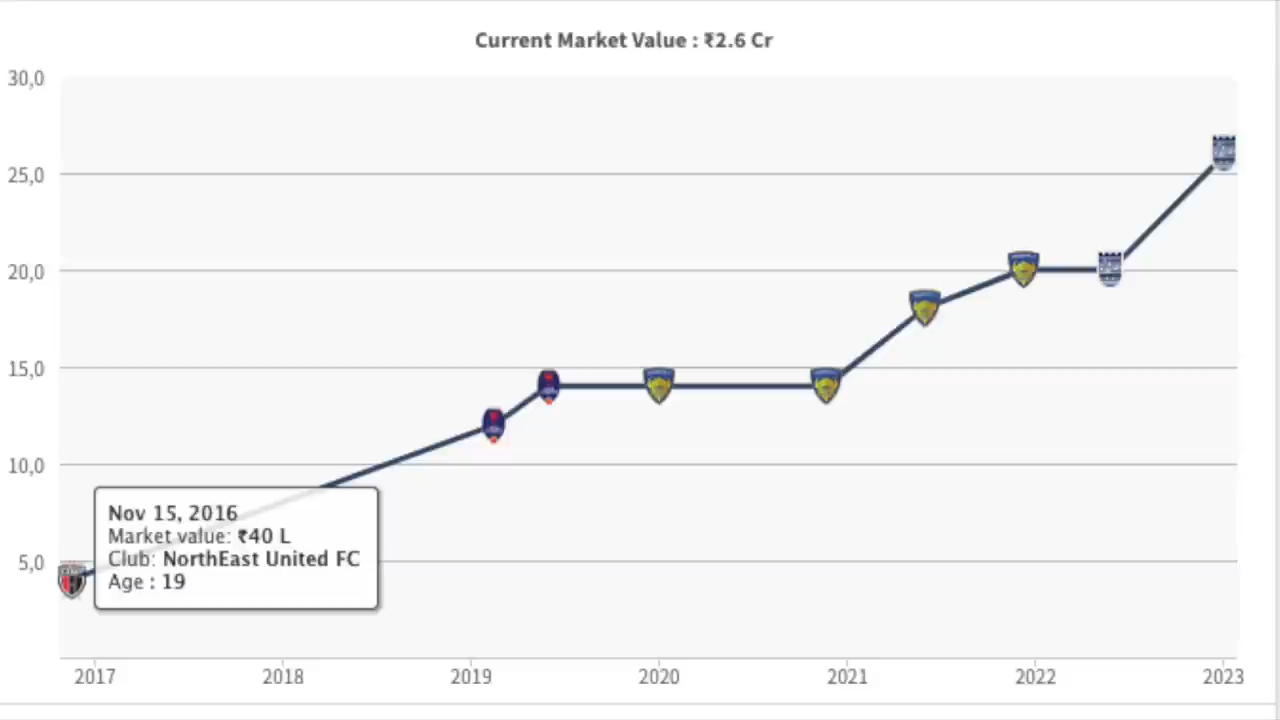 Current Market Value : ₹2.6 Cr
30,0
25,0
20,0
15,0
10,0
5,0
Nov 15, 2016
Market value: ₹40 L
Club: NorthEast United FC
Age : 19
2017 2018 2019 2020 2021 2022 2023